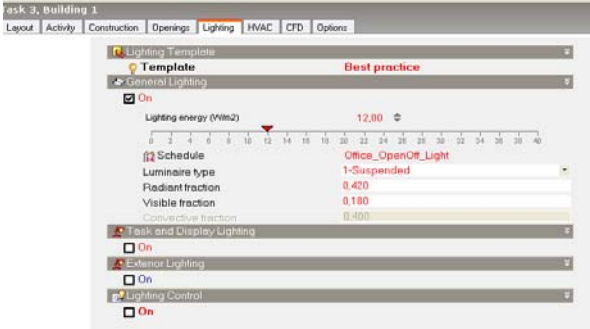 Task 3, Building 1
Layout Activity Construction Openings Lighting HVAC CFD Options
Lighting Template
Template Best practice
General Lighting
On
Lighting energy (W/m2) 12,00
0 2 4 6 8 10 12 14 16 18 20 22 24 26 28 30 32 34 36 38 40
Schedule Office_OpenOff_Light
Luminaire type 1-Suspended
Radiant fraction 0,420
Visible fraction 0,180
Convective fraction 0,400
Task and Display Lighting
On
Exterior Lighting
On
Lighting Control
On